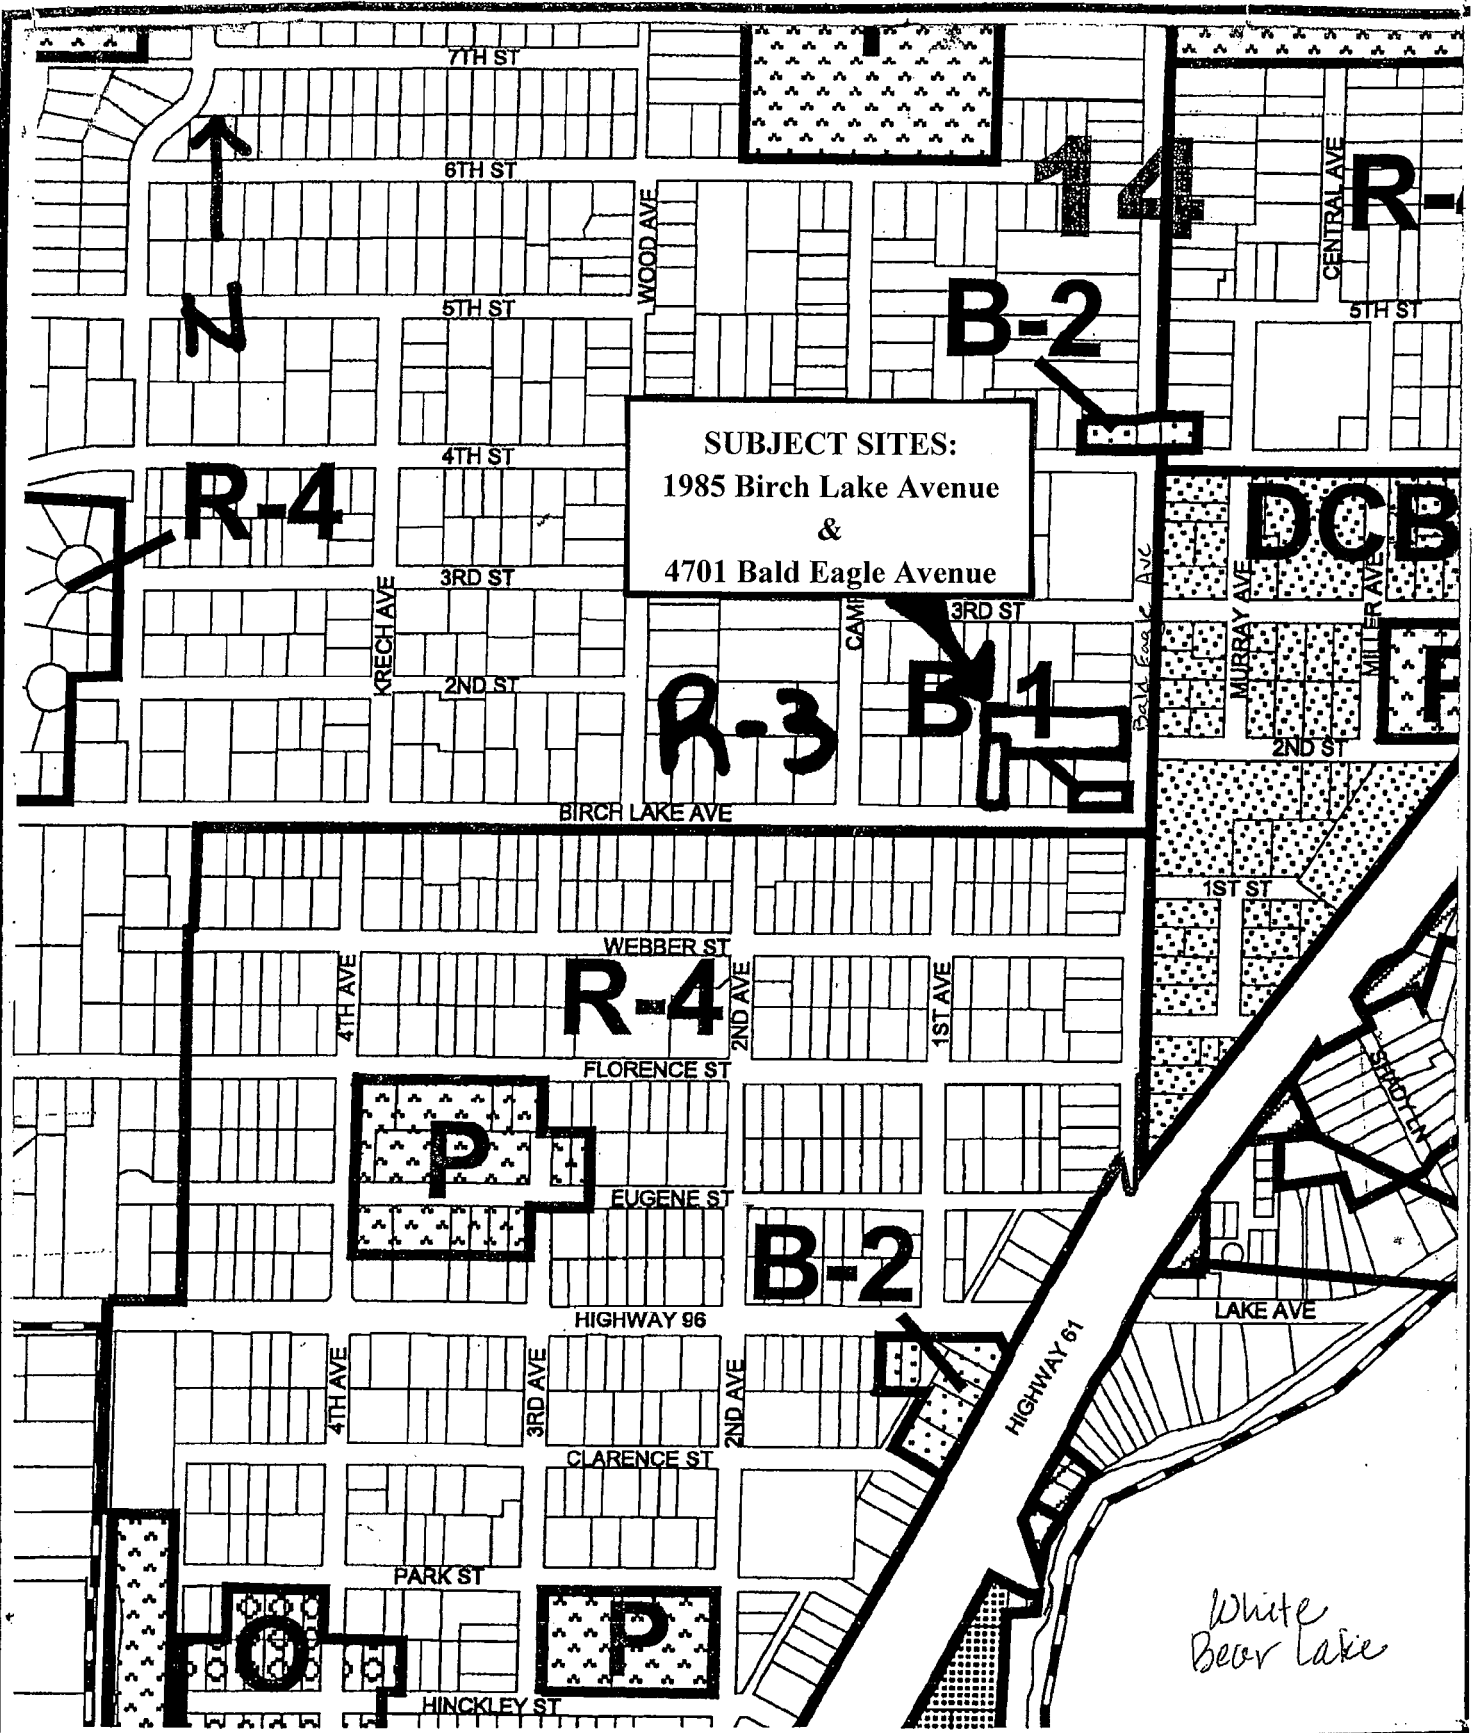 7TH ST
6TH ST
14
CENTRAL AVE
R-
WOOD AVE
N
5TH ST
B-2
5TH ST
SUBJECT SITES:
1985 Birch Lake Avenue
&
4701 Bald Eagle Avenue
4TH ST
R-4
DCB
3RD ST
KRECH AVE
CAMP
3RD ST
Bald Eagle Ave
MURRAY AVE
MILLER AVE
2ND ST
R-3
B-1
P
2ND ST
BIRCH LAKE AVE
1ST ST
WEBBER ST
R-4
4TH AVE
2ND AVE
1ST AVE
FLORENCE ST
SHADY LN
P
EUGENE ST
B-2
HIGHWAY 96
LAKE AVE
HIGHWAY 61
4TH AVE
3RD AVE
2ND AVE
CLARENCE ST
PARK ST
O
P
White
Bear Lake
HINCKLEY ST